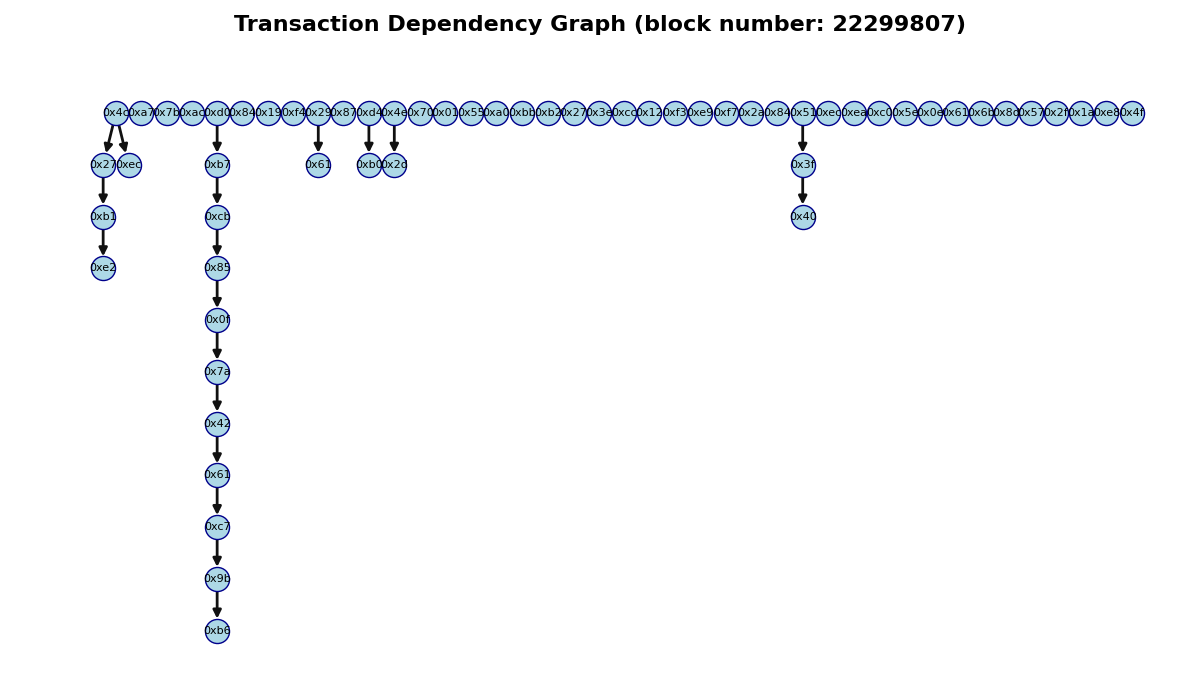 Transaction Dependency Graph (block number: 22299807)
0x4c 0xa7 0x7b 0xac 0xd0 0x84 0x19 0xf4 0x29 0x87 0xd4 0x4e 0x70 0x01 0x55 0xa0 0xbb 0xb2 0x27 0x3e 0xcc 0x12 0xf3 0xe9 0xf7 0x2a 0x84 0x51 0xec 0xea 0xc0 0x5e 0x0e 0x61 0x6b 0x8d 0x57 0x2f 0x1a 0xe8 0x4f
0x27 0xec 0xb7 0x61 0xb0 0x2d 0x3f
0xb1 0xcb 0x40
0xe2 0x85
0x0f
0x7a
0x42
0x61
0xc7
0x9b
0xb6